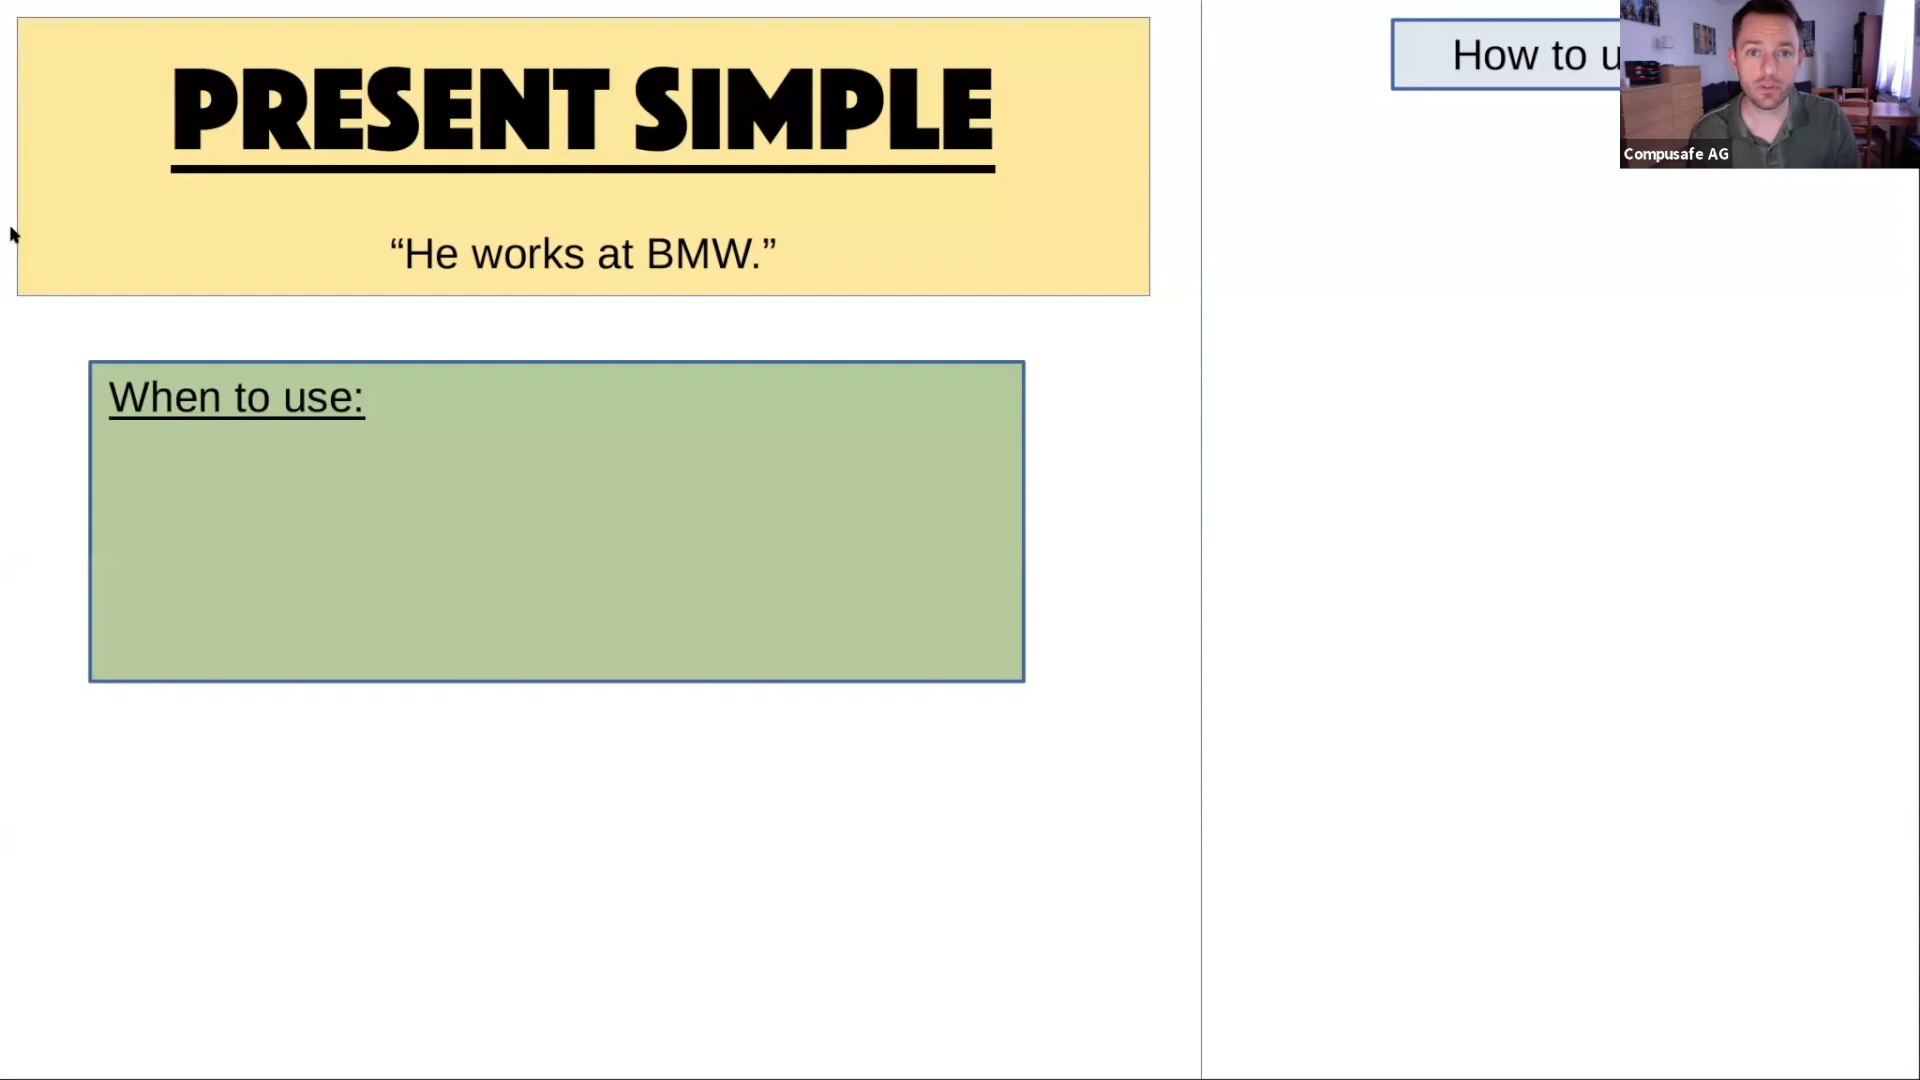 PRESENT SIMPLE
“He works at BMW.”
When to use:
How to
Compusafe AG